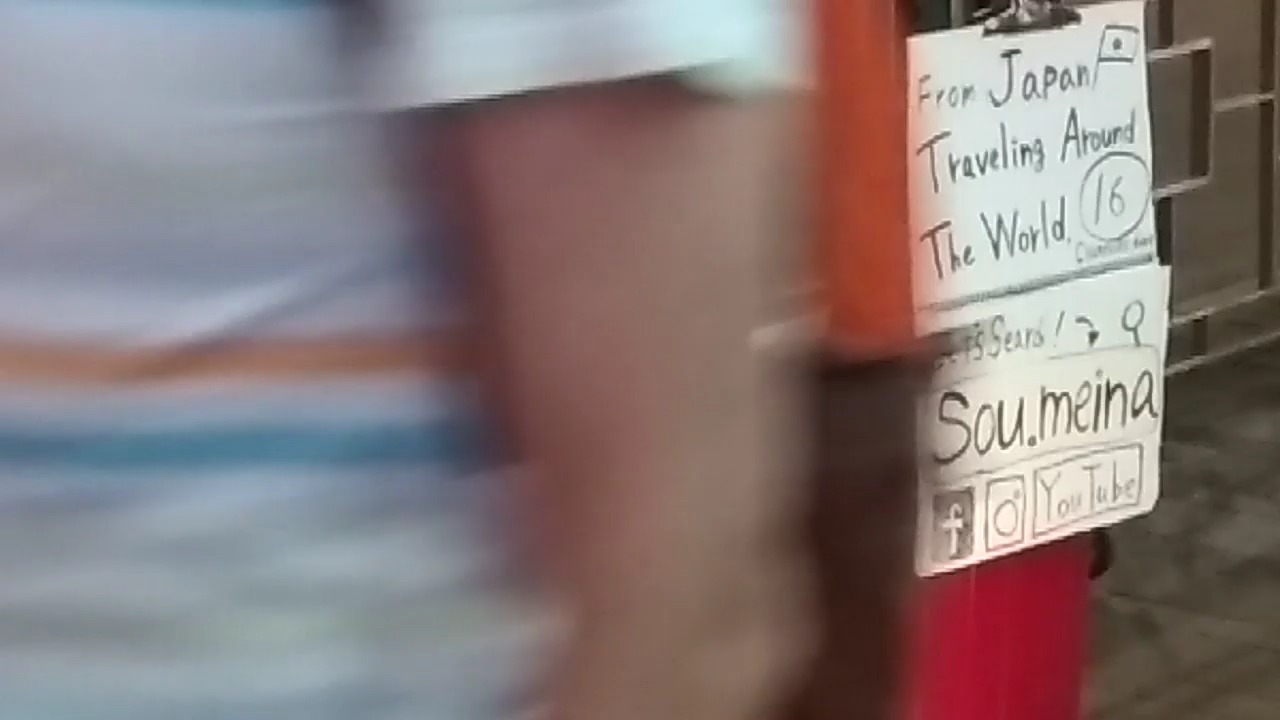 From Japan
Traveling Around
The World. 16
Sou.meina
f YouTube